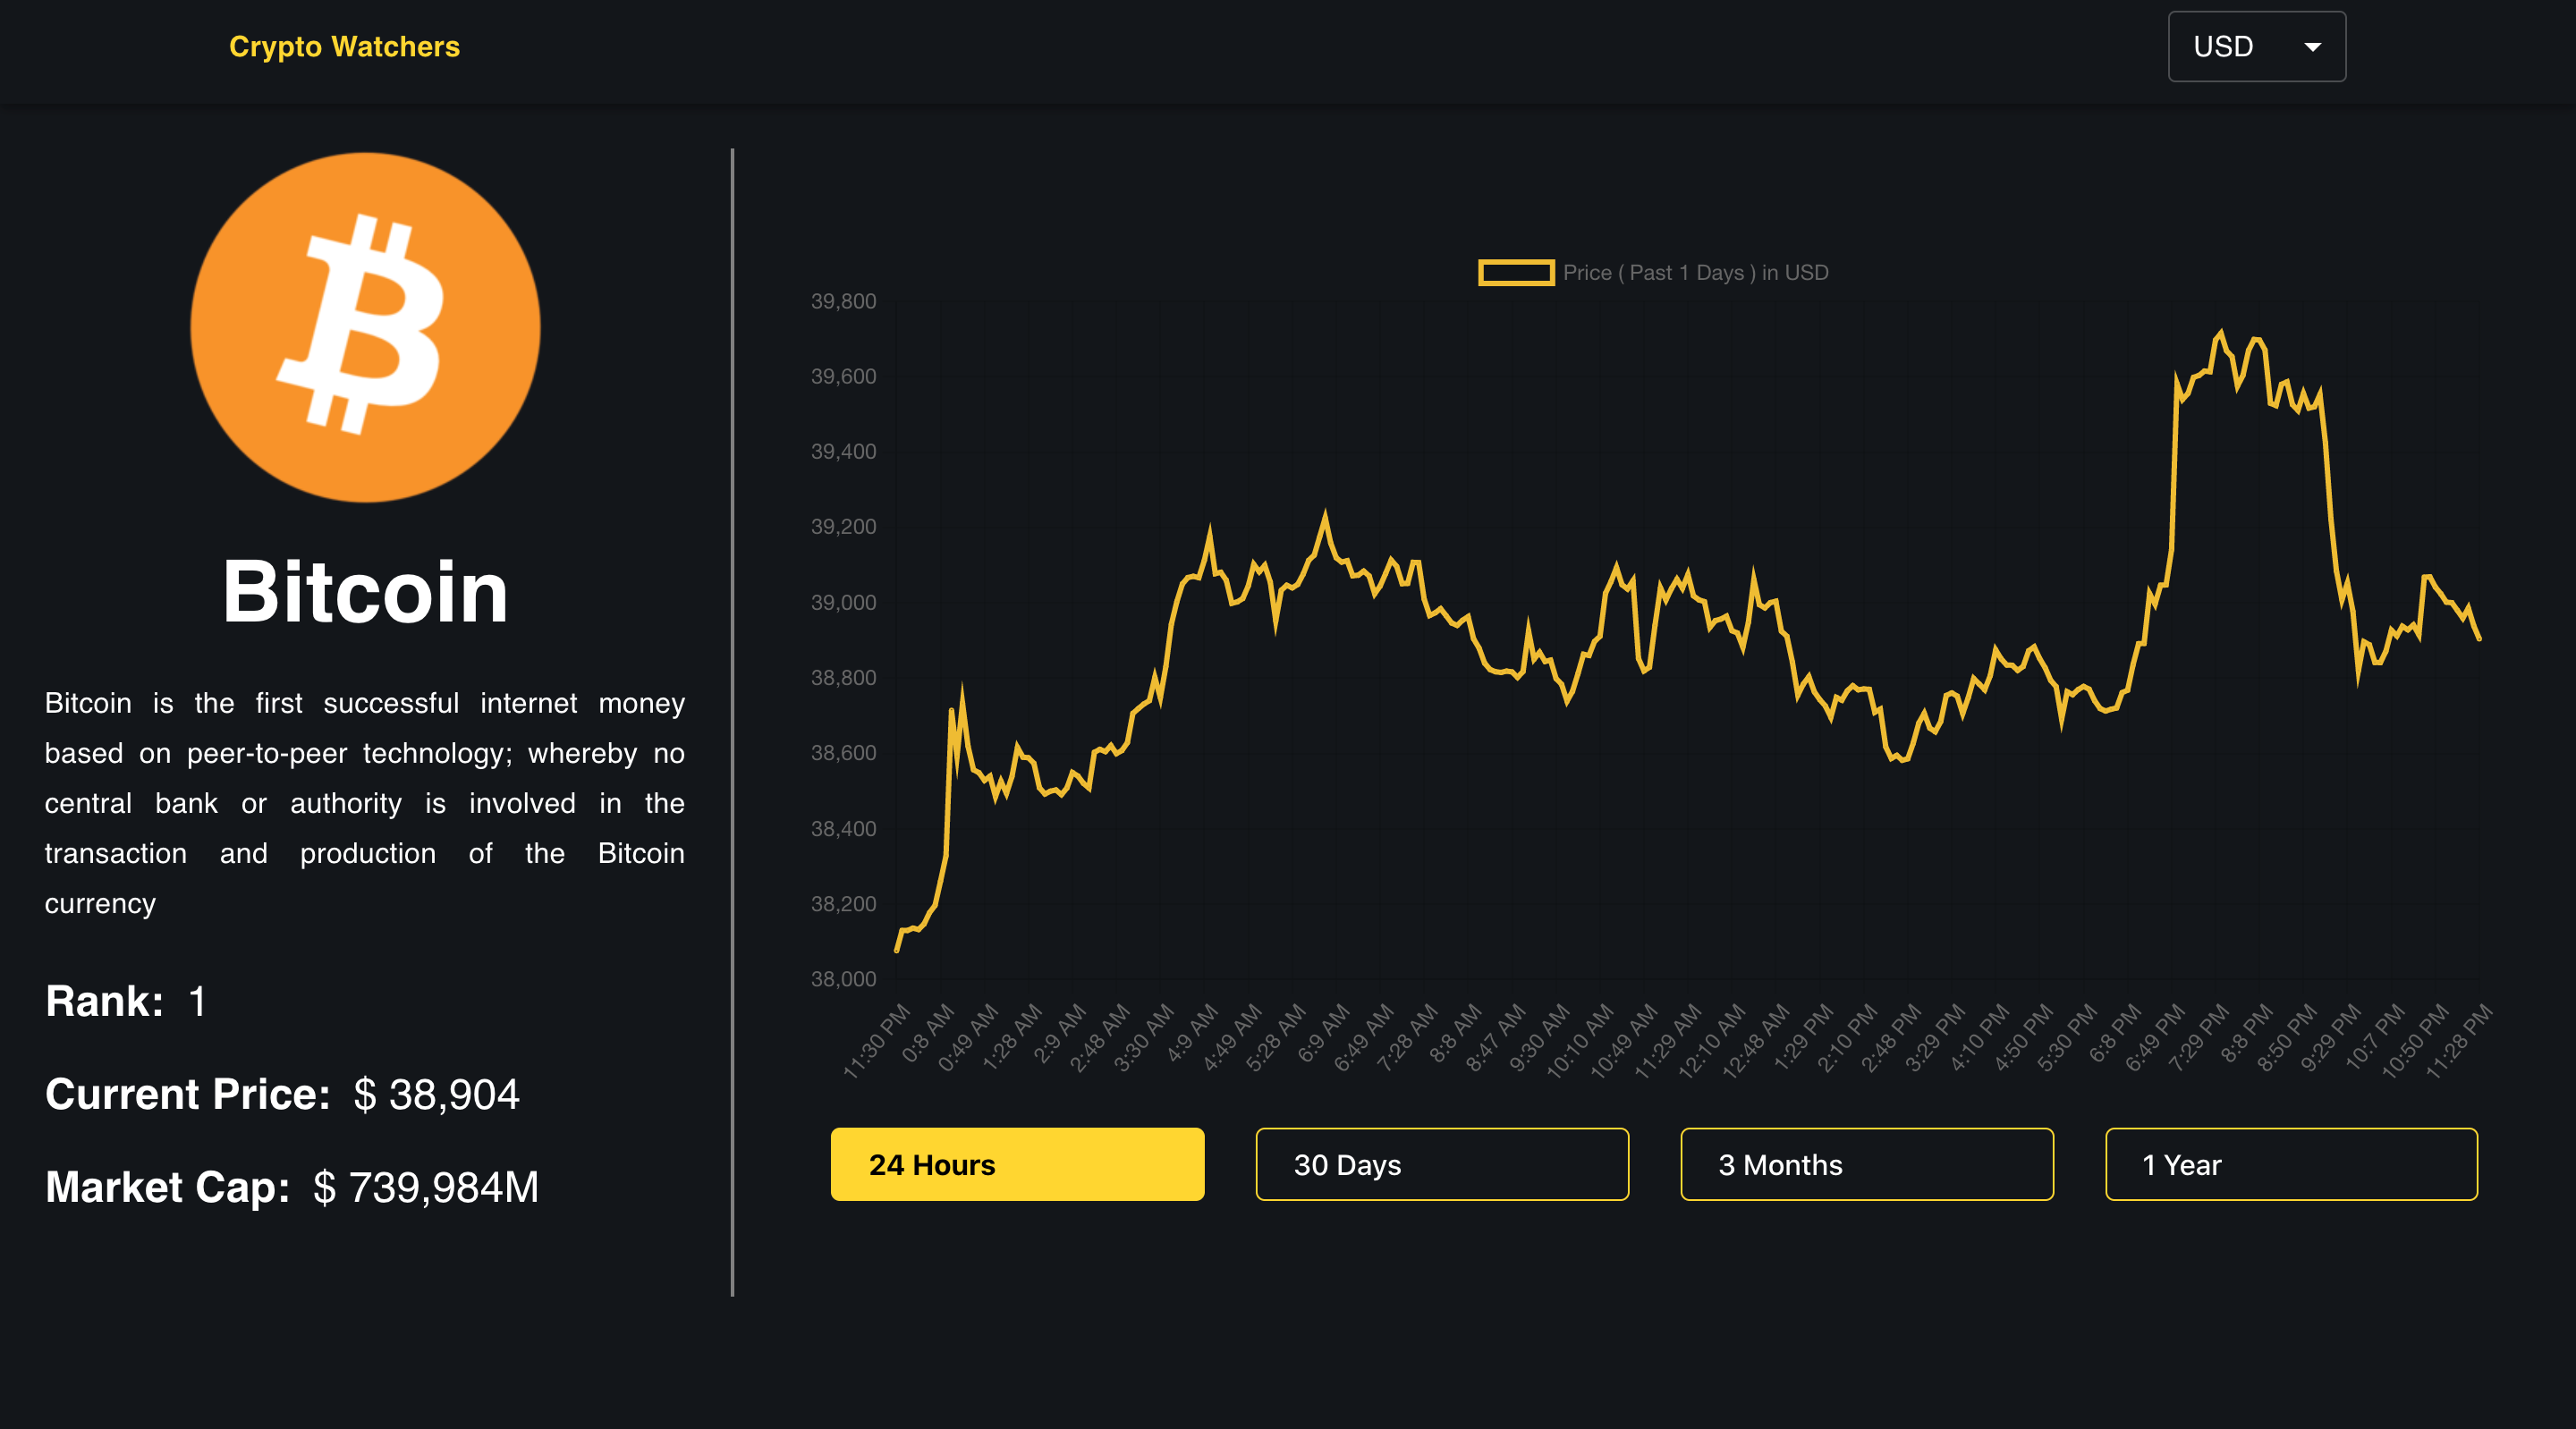 Crypto Watchers
USD
Bitcoin
Bitcoin is the first successful internet money
based on peer-to-peer technology; whereby no
central bank or authority is involved in the
transaction and production of the Bitcoin
currency
Rank: 1
Current Price: $ 38,904
Market Cap: $ 739,984M
Price ( Past 1 Days ) in USD
39,800
39,600
39,400
39,200
39,000
38,800
38,600
38,400
38,200
38,000
11:30 PM
0:8 AM
0:49 AM
1:28 AM
2:9 AM
2:48 AM
3:30 AM
4:9 AM
4:49 AM
5:28 AM
6:9 AM
6:49 AM
7:28 AM
8:8 AM
8:47 AM
9:30 AM
10:10 AM
10:49 AM
11:29 AM
12:10 AM
12:48 AM
1:29 PM
2:10 PM
2:48 PM
3:29 PM
4:10 PM
4:50 PM
5:30 PM
6:8 PM
6:49 PM
7:29 PM
8:8 PM
8:50 PM
9:29 PM
10:7 PM
10:50 PM
11:28 PM
24 Hours
30 Days
3 Months
1 Year